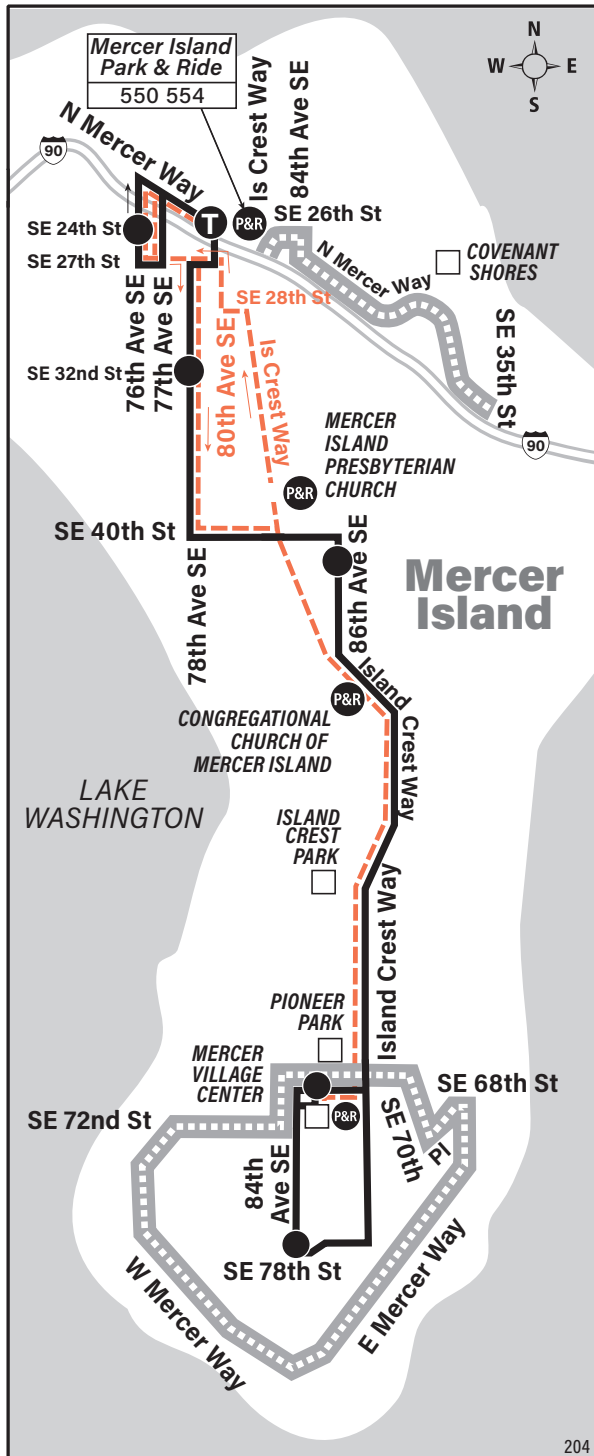 N
W
E
S
Mercer Island
Park & Ride
550 554
Is Crest Way
84th Ave SE
90
N Mercer Way
T
P&R
SE 26th St
SE 24th St
SE 27th St
N Mercer Way
COVENANT
SHORES
SE 28th St
76th Ave SE
77th Ave SE
SE 32nd St
80th Ave SE
Is Crest Way
SE 35th St
90
MERCER
ISLAND
PRESBYTERIAN
CHURCH
P&R
SE 40th St
78th Ave SE
86th Ave SE
Mercer
Island
Island
Crest Way
P&R
CONGREGATIONAL
CHURCH OF
MERCER ISLAND
LAKE
WASHINGTON
ISLAND
CREST
PARK
Island Crest Way
PIONEER
PARK
MERCER
VILLAGE
CENTER
SE 68th St
SE 72nd St
P&R
SE 70th
Pl
84th
Ave SE
SE 78th St
W Mercer Way
E Mercer Way
204